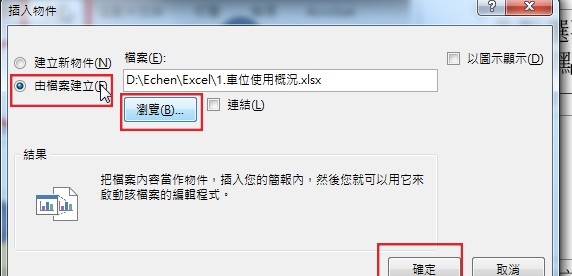 插入物件
建立新物件(N)
由檔案建立(F)
檔案(E):
D:\Echen\Excel\1.車位使用概況.xlsx
瀏覽(B)...
連結(L)
以圖示顯示(D)
結果
把檔案內容當作物件，插入您的簡報內，然後您就可以用它來
啟動該檔案的編輯程式。
確定
取消